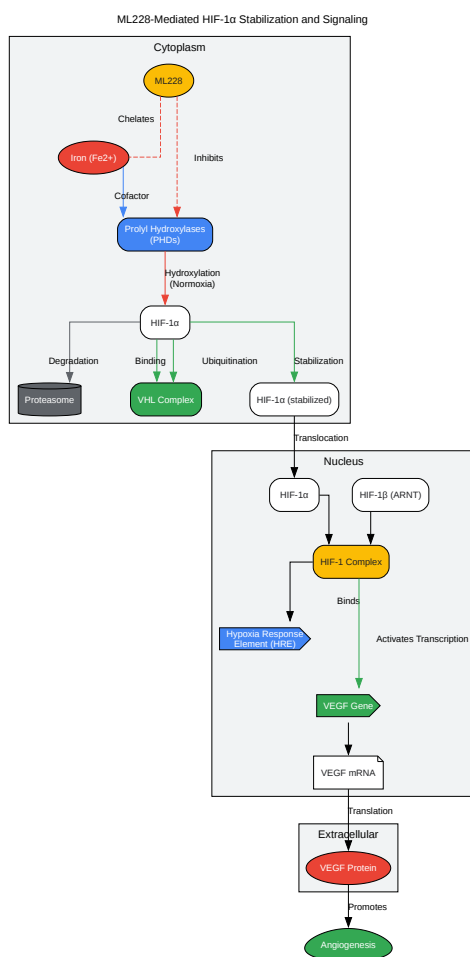 ML228-Mediated HIF-1α Stabilization and Signaling
Cytoplasm
ML228
Chelates
Iron (Fe2+)
Inhibits
Cofactor
Prolyl Hydroxylases
(PHDs)
Hydroxylation
(Normoxia)
HIF-1α
Degradation
Binding
Ubiquitination
Stabilization
Proteasome
VHL Complex
HIF-1α (stabilized)
Translocation
Nucleus
HIF-1α
HIF-1β (ARNT)
HIF-1 Complex
Binds
Hypoxia Response
Element (HRE)
Activates Transcription
VEGF Gene
VEGF mRNA
Translation
Extracellular
VEGF Protein
Promotes
Angiogenesis